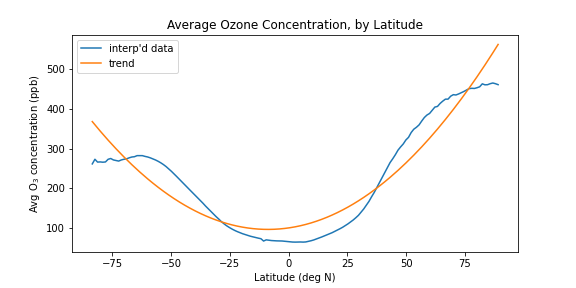 Average Ozone Concentration, by Latitude
interp'd data
trend
Avg O₃ concentration (ppb)
500
400
300
200
100
−75
−50
−25
0
25
50
75
Latitude (deg N)